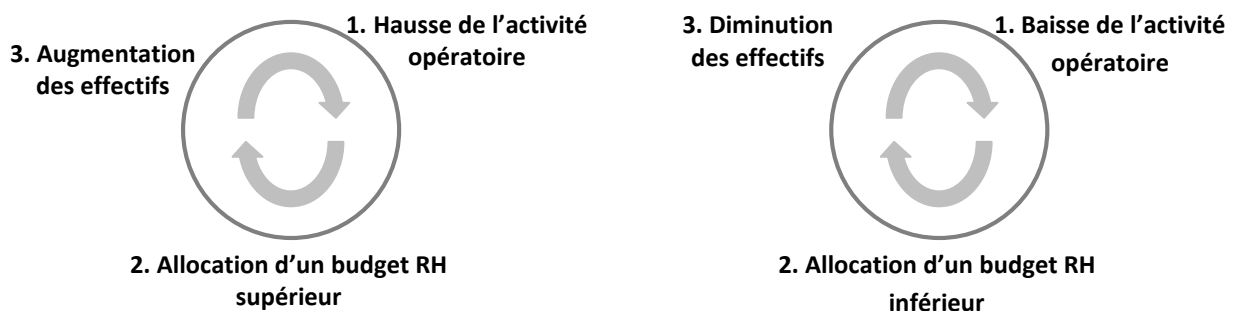 1. Hausse de l’activité
opératoire
3. Augmentation
des effectifs
2. Allocation d’un budget RH
supérieur
3. Diminution
des effectifs
1. Baisse de l’activité
opératoire
2. Allocation d’un budget RH
inférieur